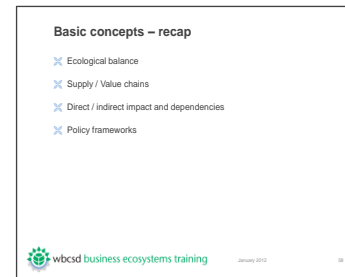 Basic concepts – recap
Ecological balance
Supply / Value chains
Direct / indirect impact and dependencies
Policy frameworks
wbcsd business ecosystems training
January 2012